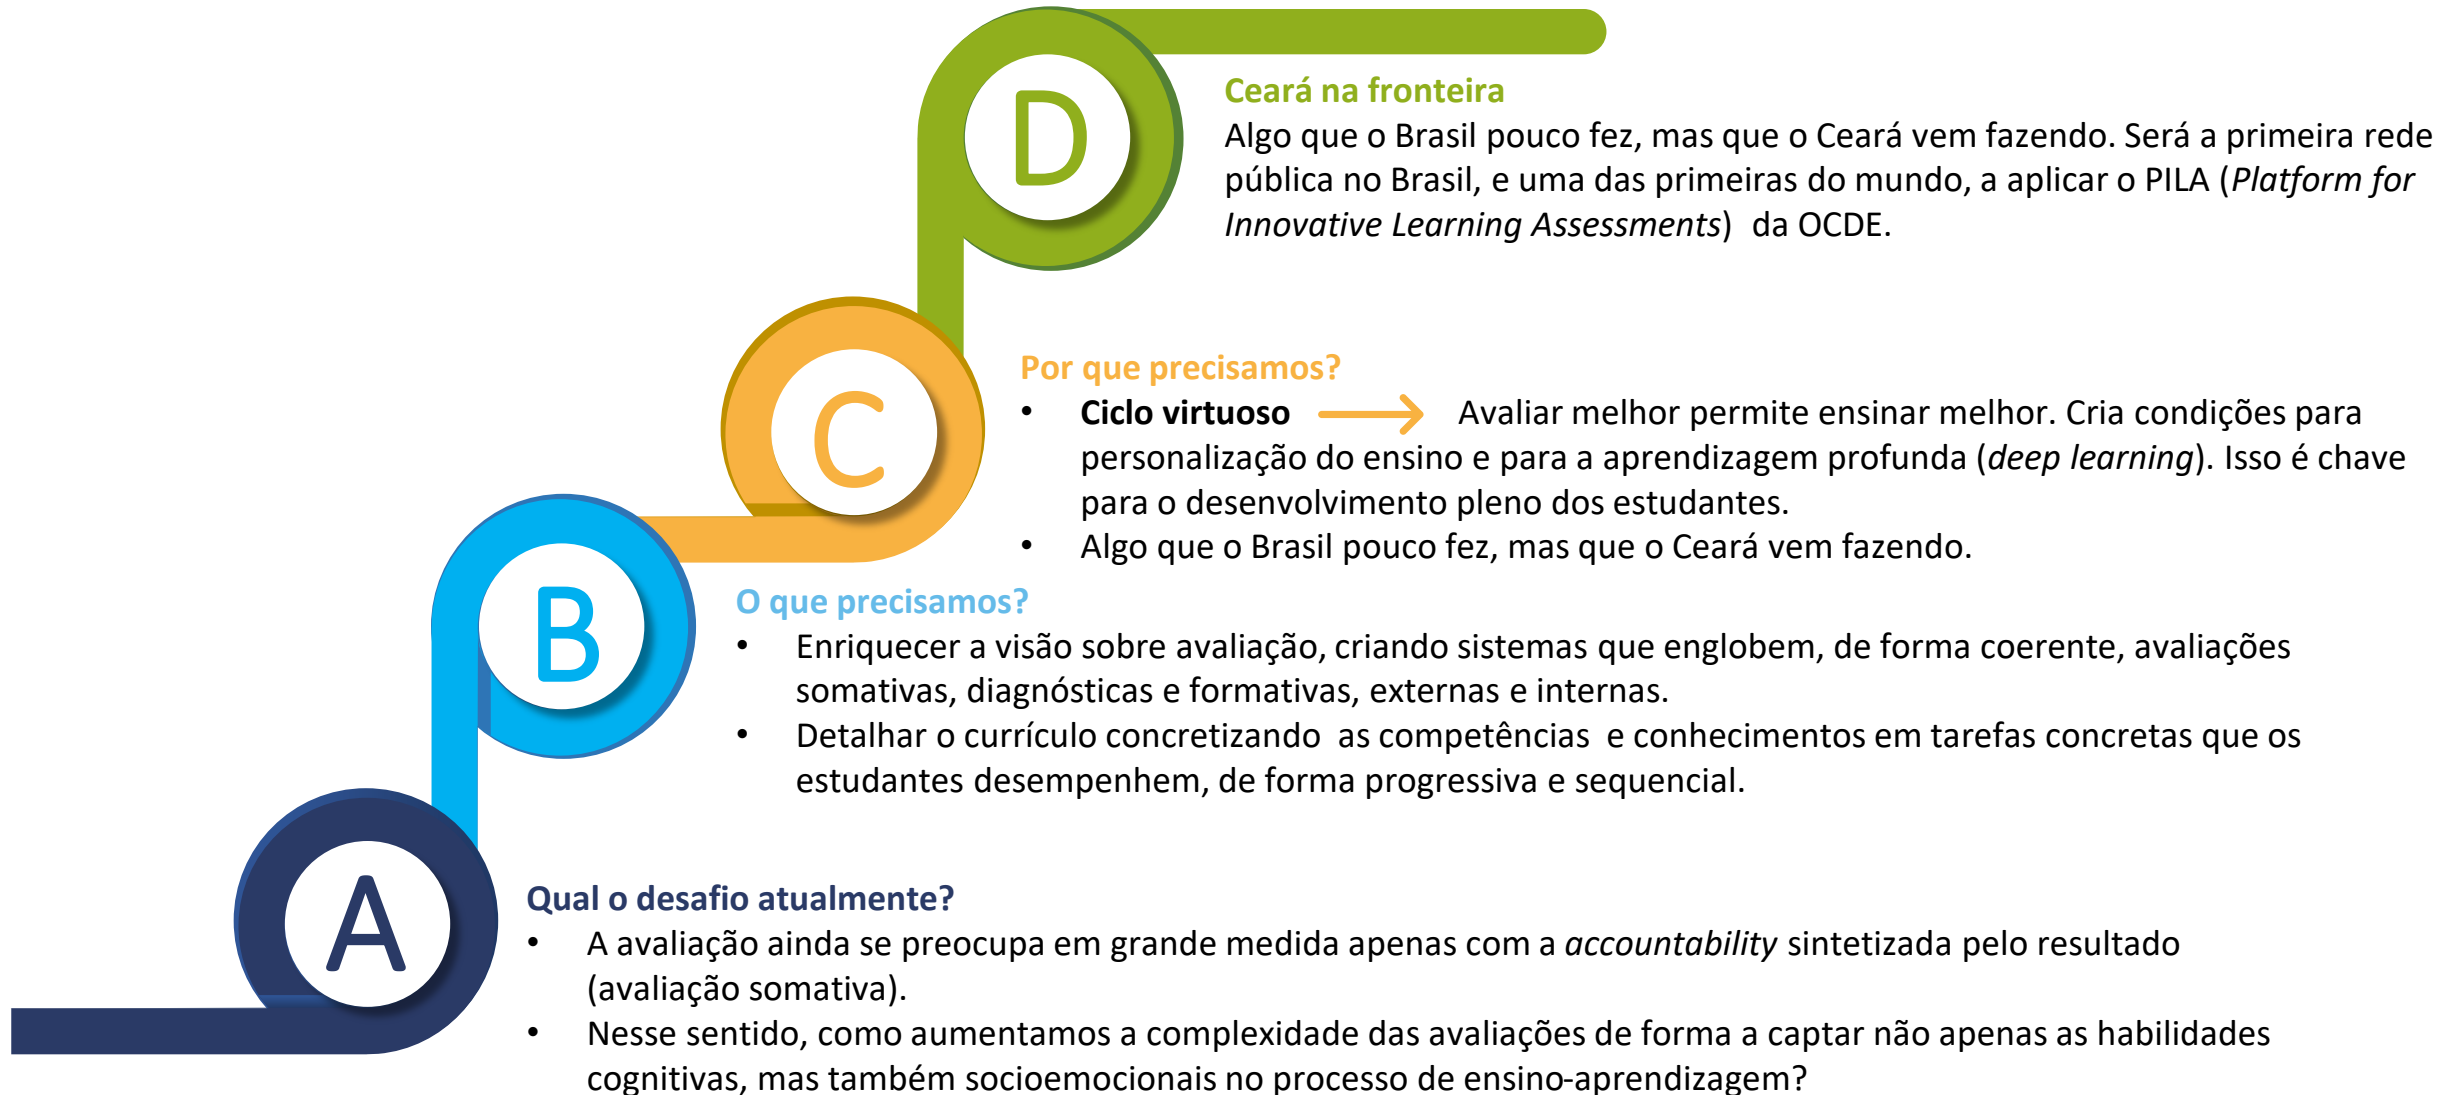 D
Ceará na fronteira
Algo que o Brasil pouco fez, mas que o Ceará vem fazendo. Será a primeira rede
pública no Brasil, e uma das primeiras do mundo, a aplicar o PILA (Platform for
Innovative Learning Assessments) da OCDE.
C
Por que precisamos?
• Ciclo virtuoso → Avaliar melhor permite ensinar melhor. Cria condições para
personalização do ensino e para a aprendizagem profunda (deep learning). Isso é chave
para o desenvolvimento pleno dos estudantes.
• Algo que o Brasil pouco fez, mas que o Ceará vem fazendo.
B
O que precisamos?
• Enriquecer a visão sobre avaliação, criando sistemas que englobem, de forma coerente, avaliações
somativas, diagnósticas e formativas, externas e internas.
• Detalhar o currículo concretizando as competências e conhecimentos em tarefas concretas que os
estudantes desempenhem, de forma progressiva e sequencial.
A
Qual o desafio atualmente?
• A avaliação ainda se preocupa em grande medida apenas com a accountability sintetizada pelo resultado
(avaliação somativa).
• Nesse sentido, como aumentamos a complexidade das avaliações de forma a captar não apenas as habilidades
cognitivas, mas também socioemocionais no processo de ensino-aprendizagem?